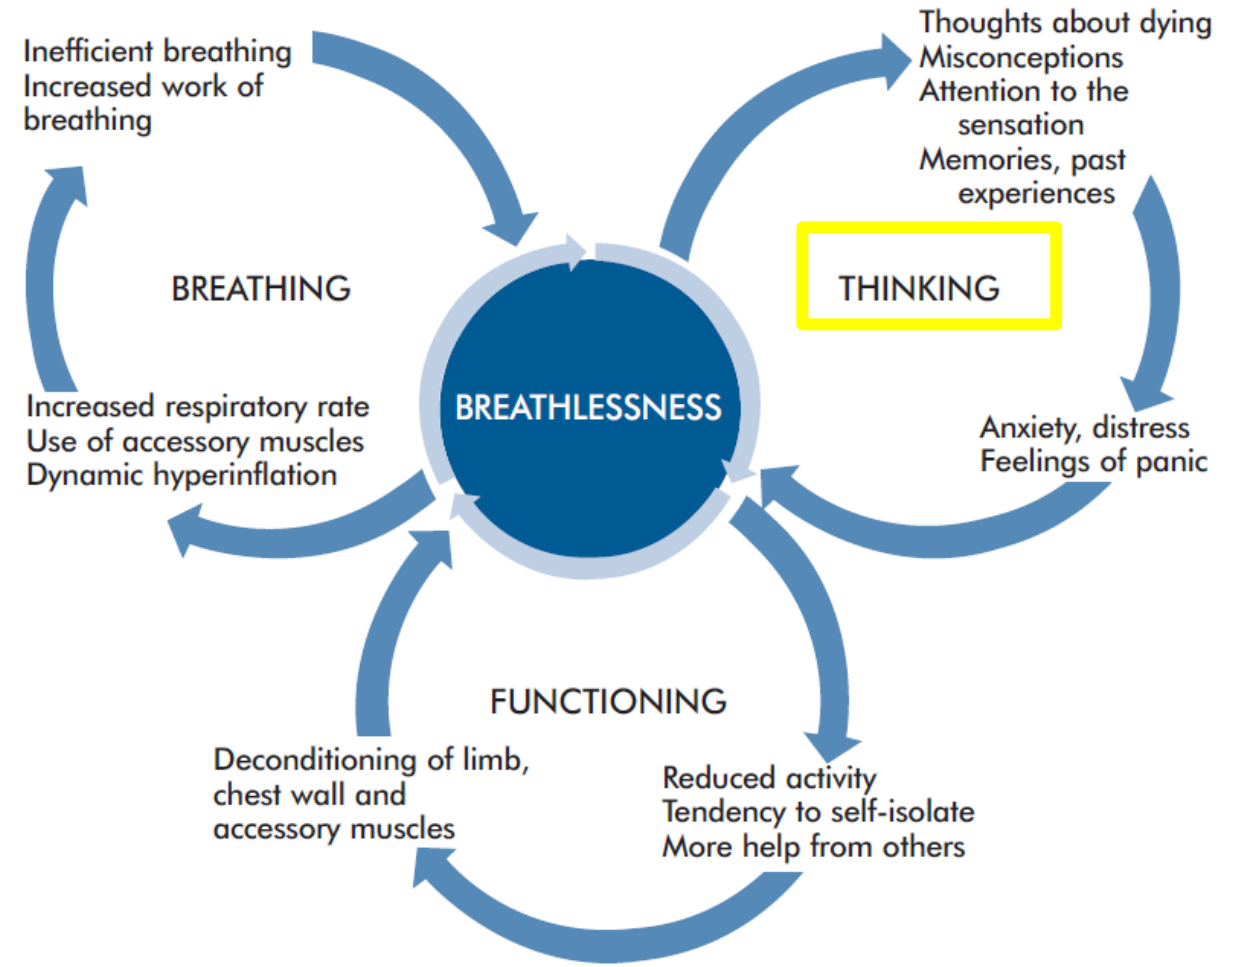 Inefficient breathing
Increased work of
breathing
Thoughts about dying
Misconceptions
Attention to the
sensation
Memories, past
experiences
BREATHING
THINKING
BREATHLESSNESS
Increased respiratory rate
Use of accessory muscles
Dynamic hyperinflation
Anxiety, distress
Feelings of panic
FUNCTIONING
Deconditioning of limb,
chest wall and
accessory muscles
Reduced activity
Tendency to self-isolate
More help from others